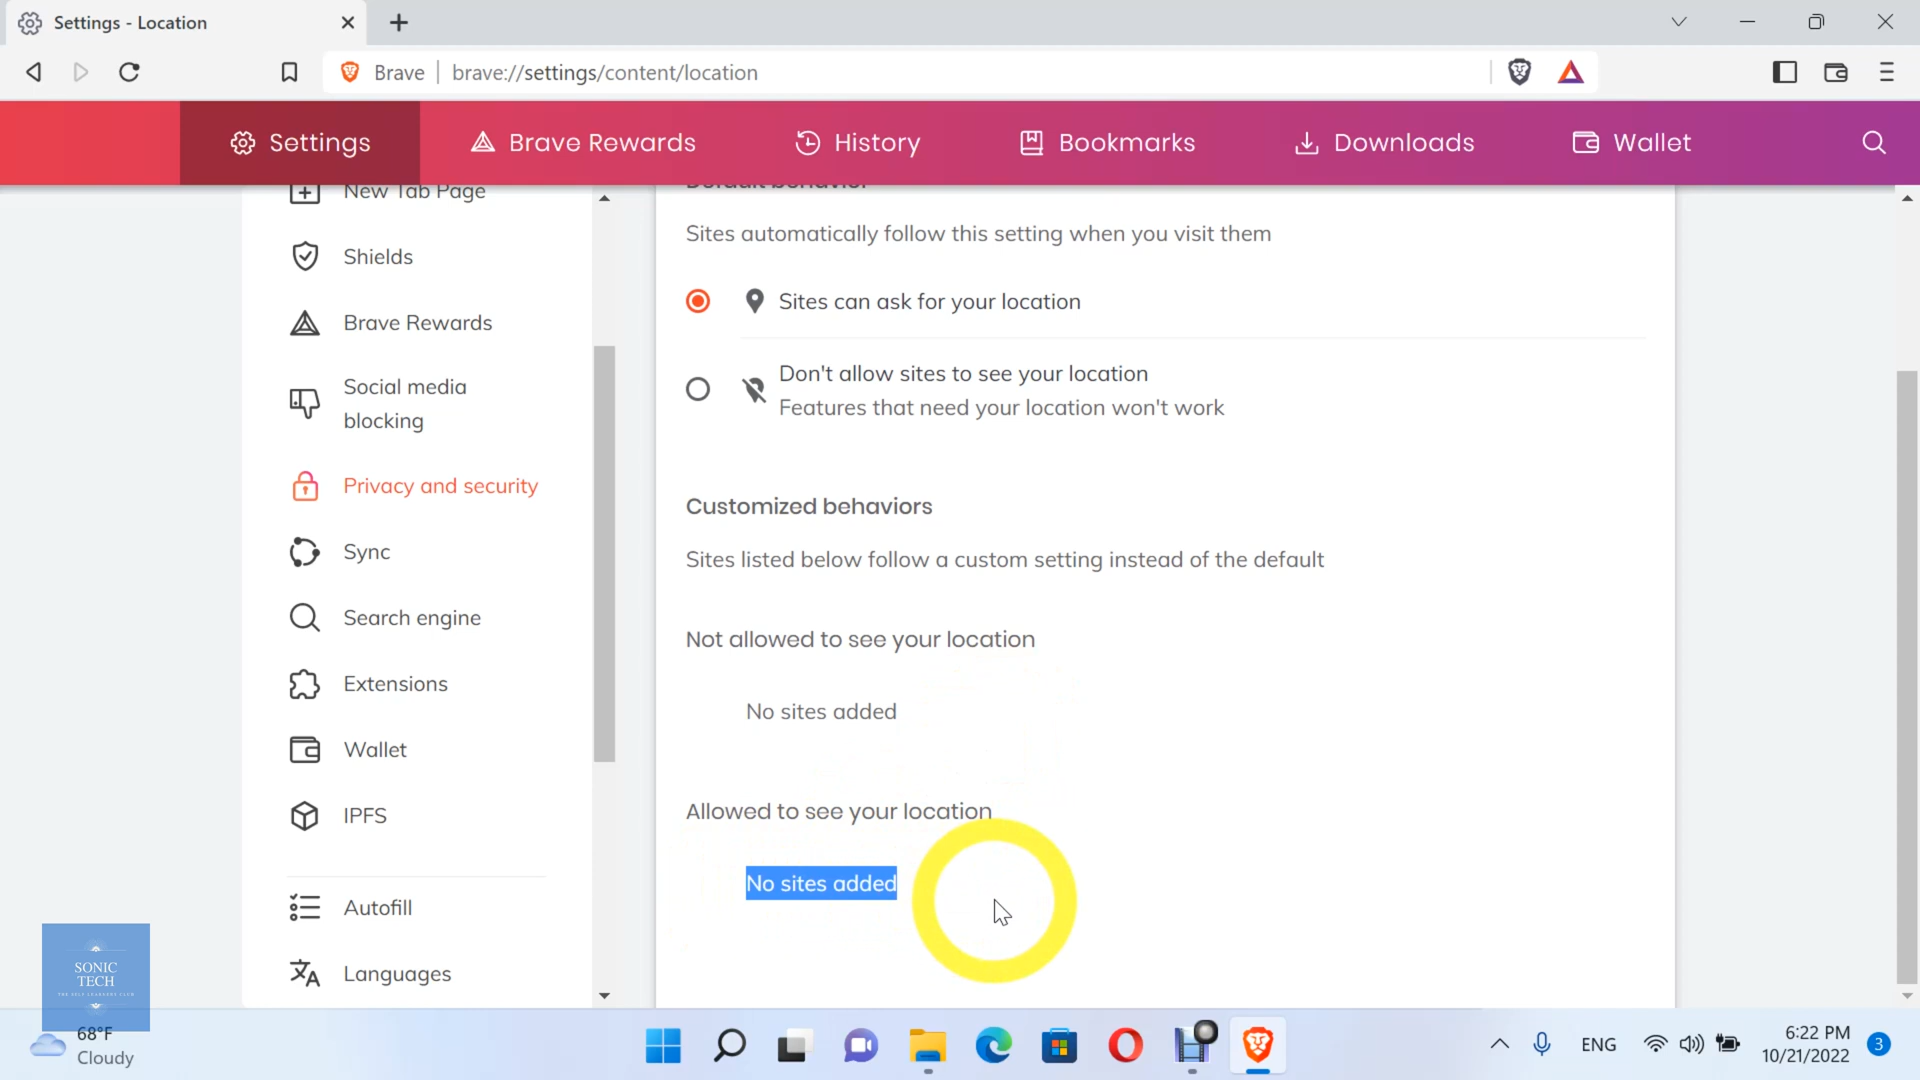 Settings - Location
Brave
brave://settings/content/location
Settings
Brave Rewards
History
Bookmarks
Downloads
Wallet
New Tab Page
Shields
Brave Rewards
Social media
blocking
Privacy and security
Sync
Search engine
Extensions
Wallet
IPFS
Autofill
Languages
Default behavior
Sites automatically follow this setting when you visit them
Sites can ask for your location
Don't allow sites to see your location
Features that need your location won't work
Customized behaviors
Sites listed below follow a custom setting instead of the default
Not allowed to see your location
No sites added
Allowed to see your location
No sites added
SONIC
TECH
68°F
Cloudy
ENG
6:22 PM
10/21/2022
3